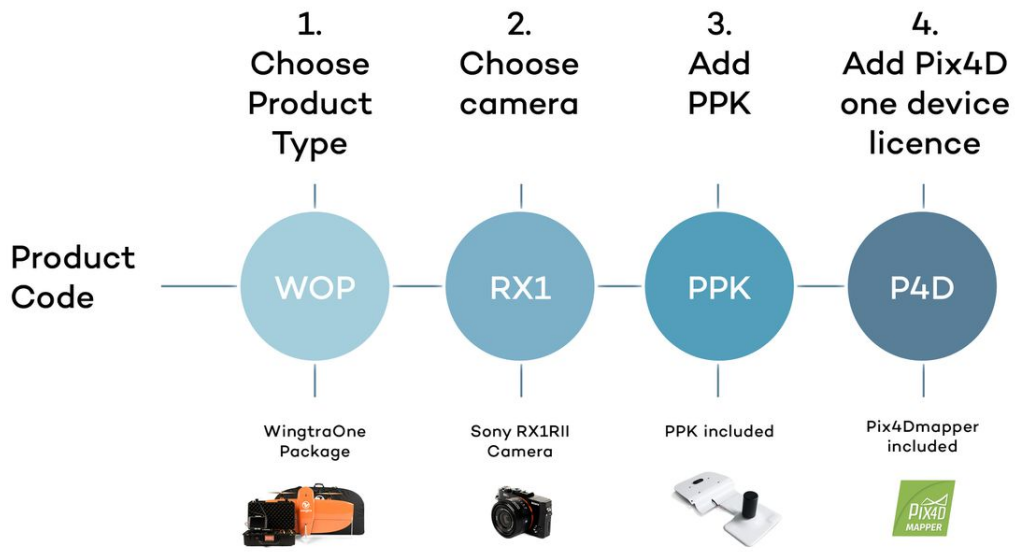 1.
Choose
Product
Type
2.
Choose
camera
3.
Add
PPK
4.
Add Pix4D
one device
licence
Product
Code
WOP
RX1
PPK
P4D
WingtraOne
Package
Sony RX1RII
Camera
PPK included
Pix4Dmapper
included
PIX4D
MAPPER